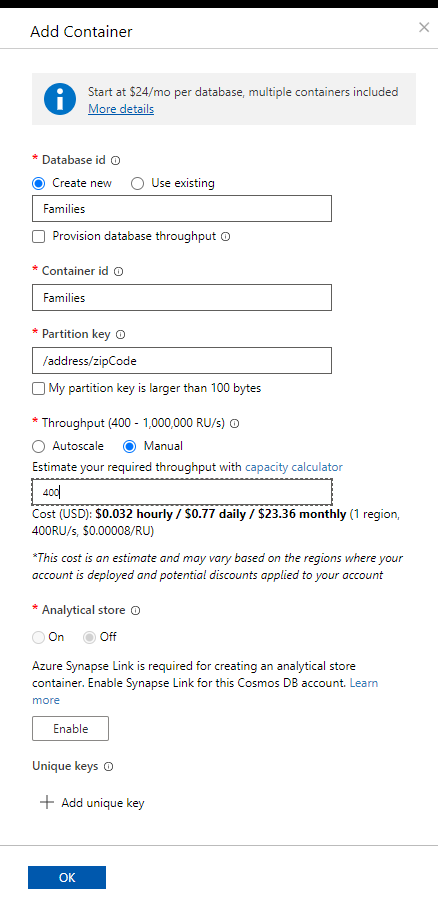 Add Container
Start at $24/mo per database, multiple containers included
More details
* Database id
Create new Use existing
Families
Provision database throughput
* Container id
Families
* Partition key
/address/zipCode
My partition key is larger than 100 bytes
* Throughput (400 - 1,000,000 RU/s)
Autoscale Manual
Estimate your required throughput with capacity calculator
400
Cost (USD): $0.032 hourly / $0.77 daily / $23.36 monthly (1 region,
400RU/s, $0.00008/RU)
*This cost is an estimate and may vary based on the regions where your
account is deployed and potential discounts applied to your account
* Analytical store
On Off
Azure Synapse Link is required for creating an analytical store
container. Enable Synapse Link for this Cosmos DB account. Learn
more
Enable
Unique keys
Add unique key
OK